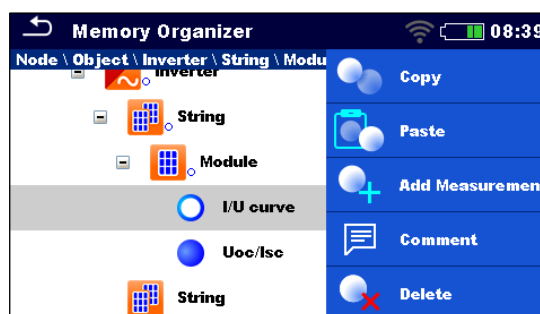 Memory Organizer
08:39
Node \ Object \ Inverter \ String \ Modu
Inverter
String
Module
I/U curve
Uoc/Isc
String
Copy
Paste
Add Measuremen
Comment
Delete